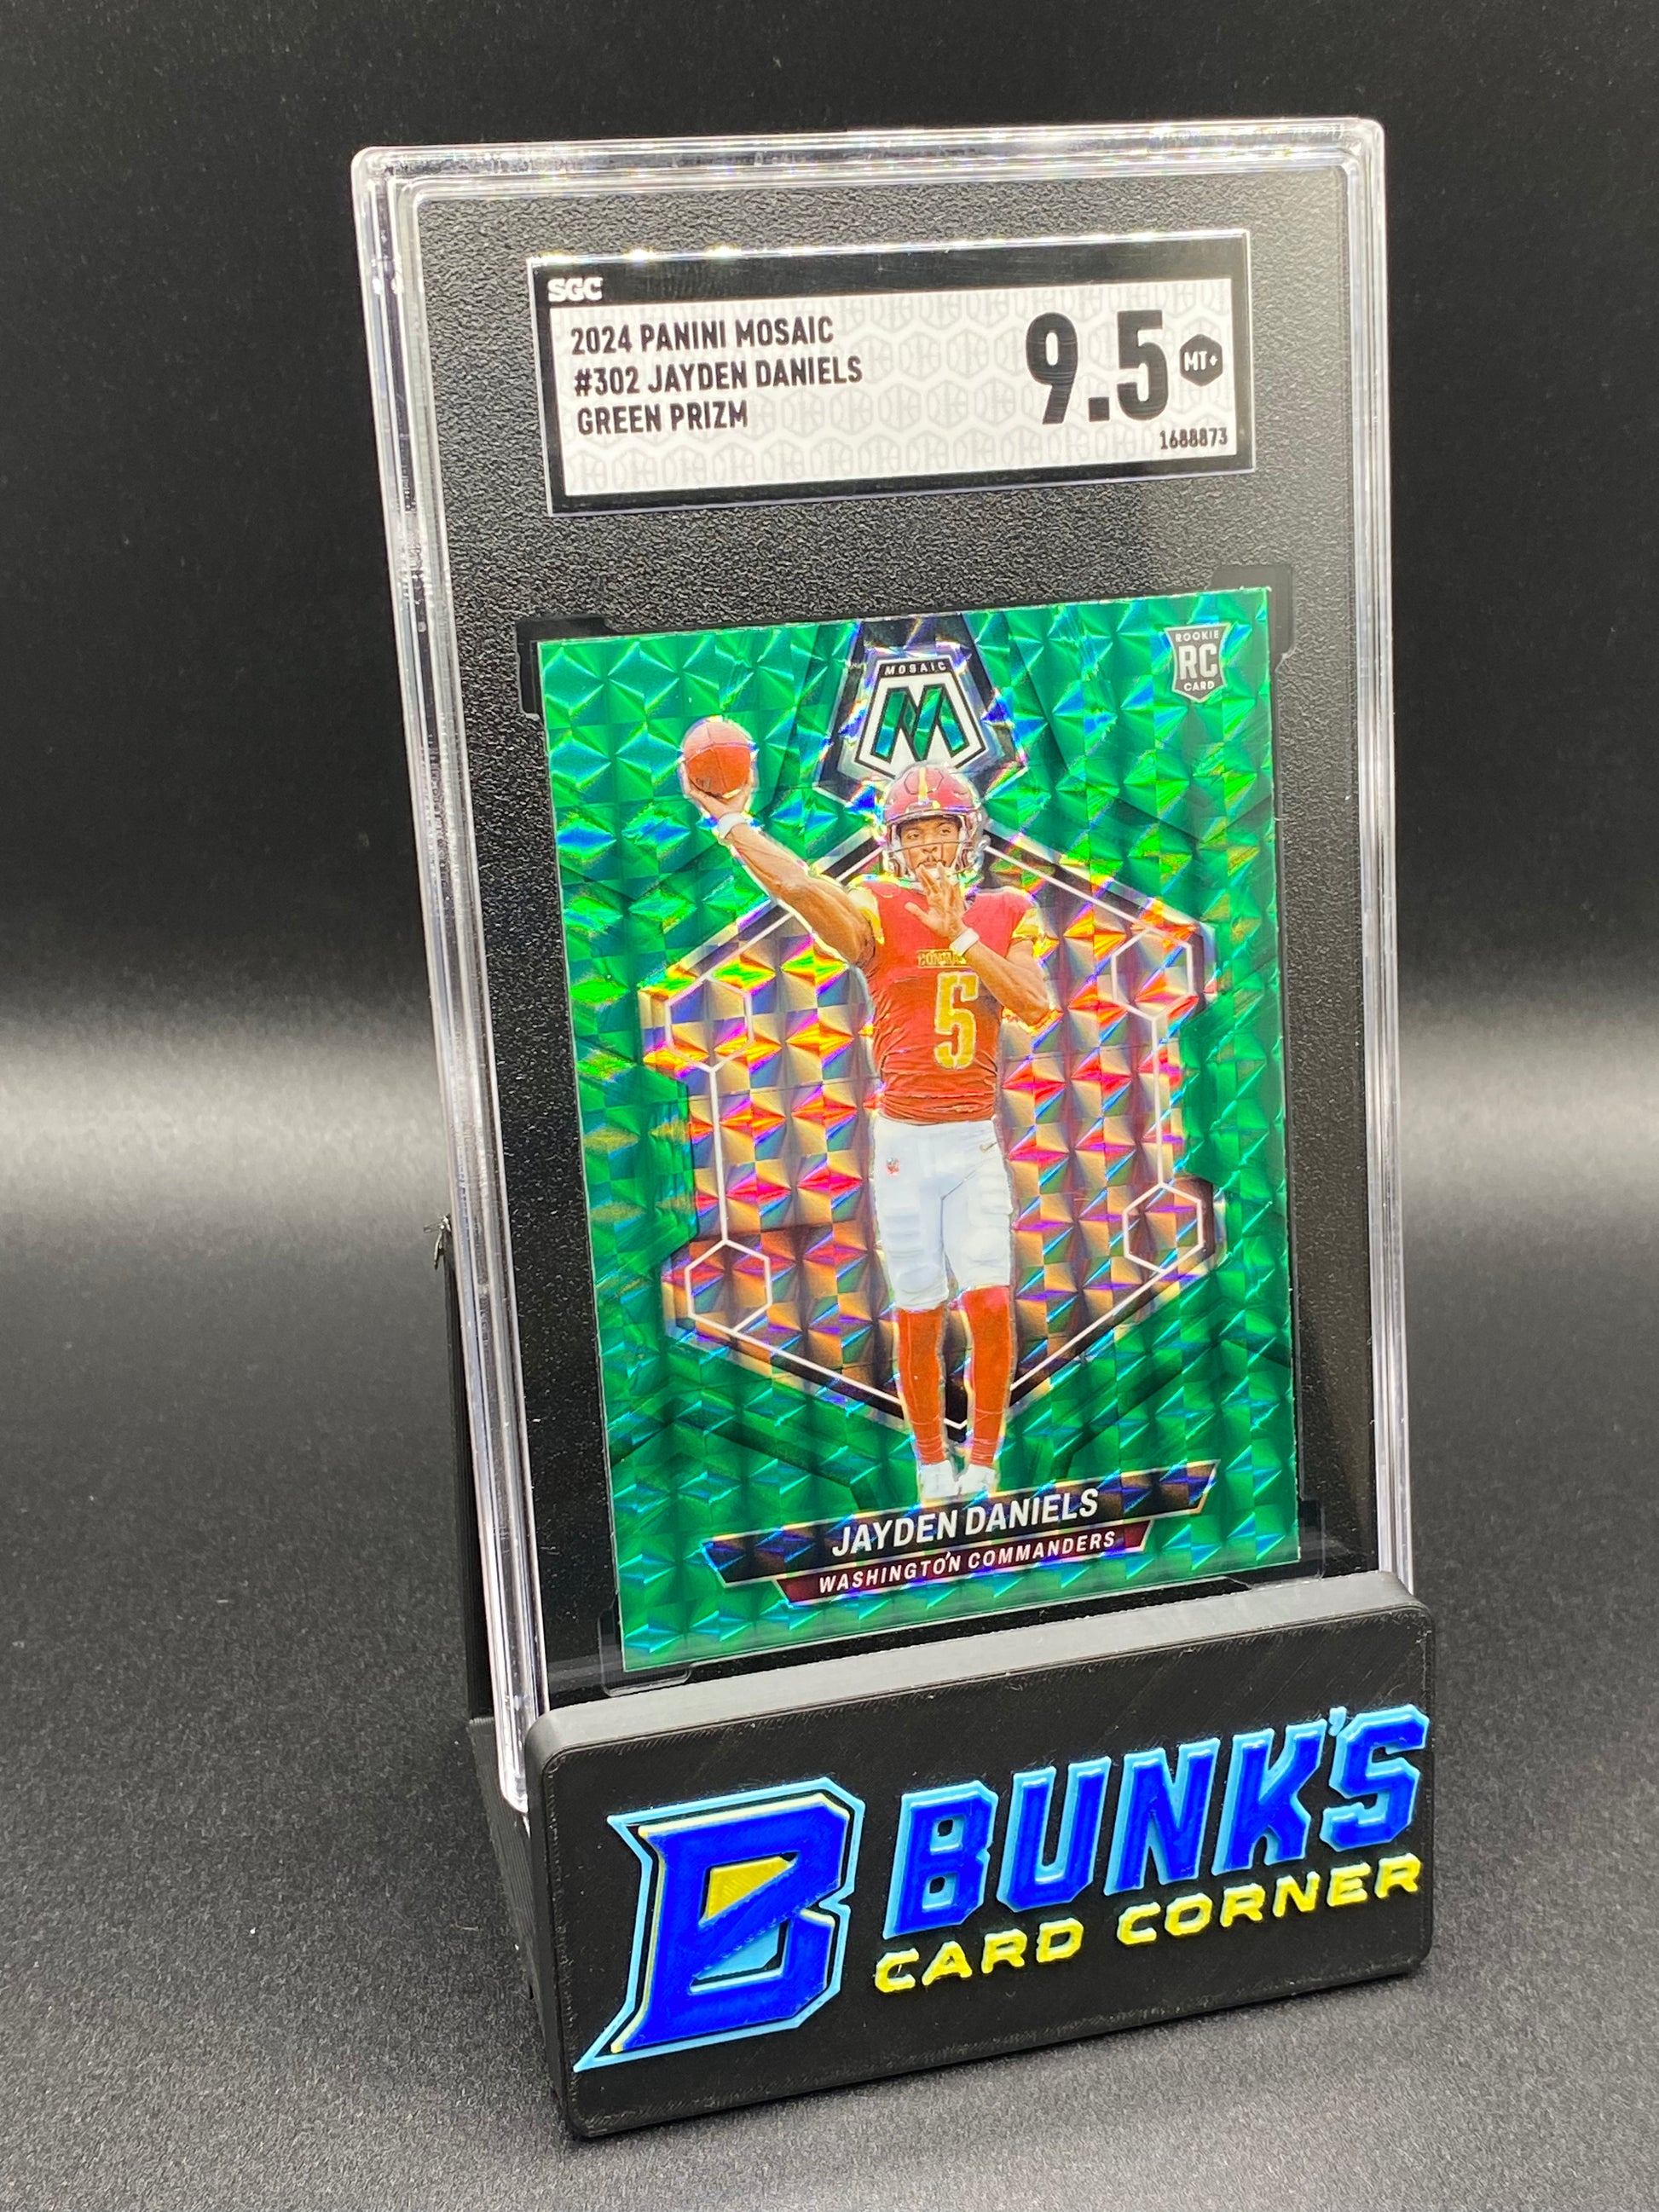 SGC
2024 PANINI MOSAIC
#302 JAYDEN DANIELS
GREEN PRIZM
9.5 MT+
1688873
MOSAIC
M
ROOKIE
RC
CARD
5
JAYDEN DANIELS
WASHINGTON COMMANDERS
B
BUNK'S
CARD CORNER